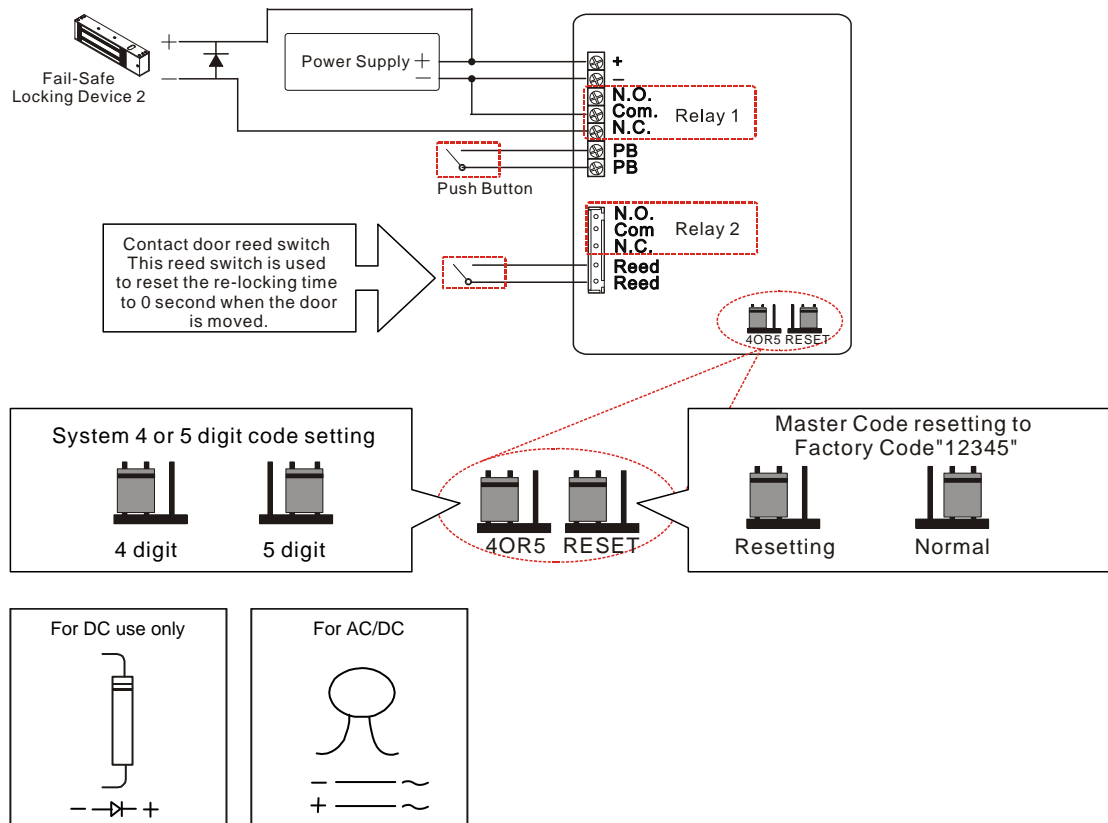 +
Power Supply +
−
−
Fail-Safe
Locking Device 2
+
−
N.O.
Com.
N.C.
Relay 1
PB
PB
Push Button
N.O.
Com
N.C.
Relay 2
Reed
Reed
Contact door reed switch
This reed switch is used
to reset the re-locking time
to 0 second when the door
is moved.
4OR5 RESET
System 4 or 5 digit code setting
4 digit
5 digit
4OR5 RESET
Master Code resetting to
Factory Code"12345"
Resetting
Normal
For DC use only
− +
For AC/DC
− ~
+ ~